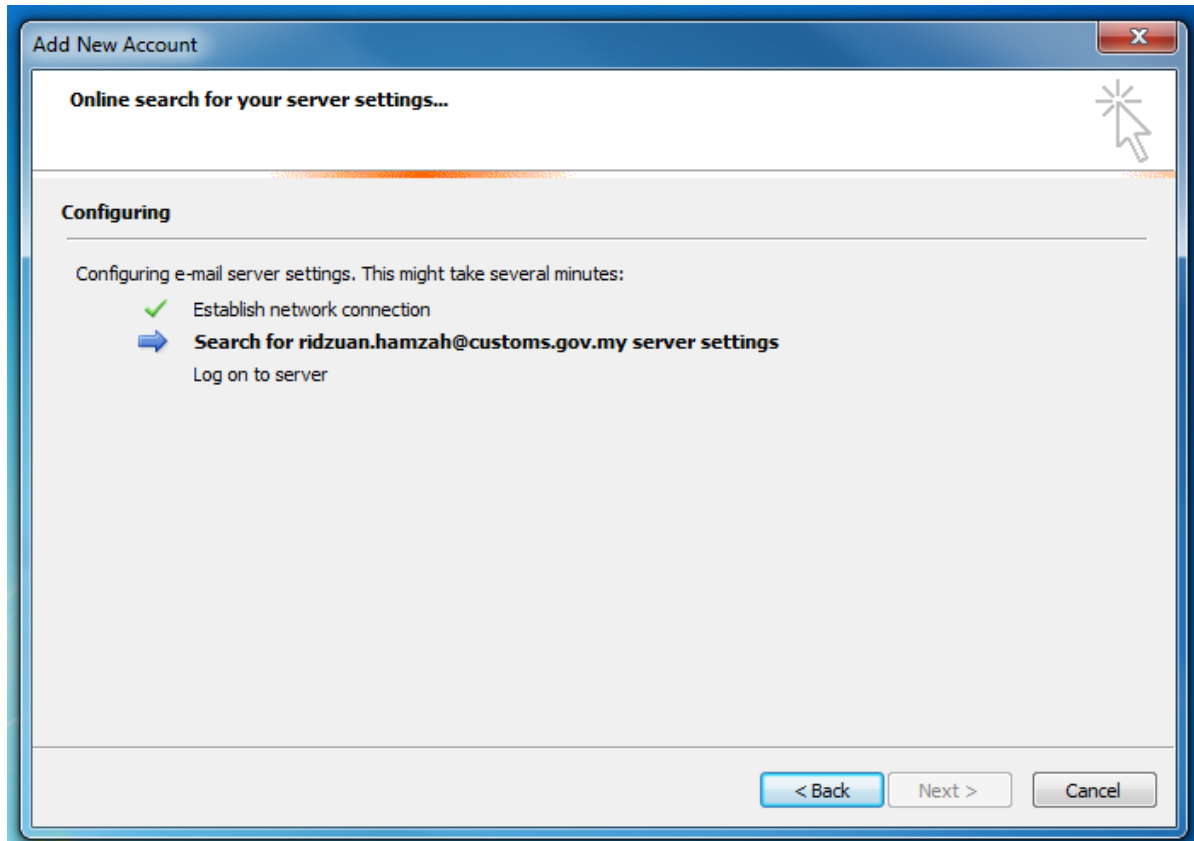 Add New Account
Online search for your server settings...
Configuring
Configuring e-mail server settings. This might take several minutes:
Establish network connection
Search for ridzuan.hamzah@customs.gov.my server settings
Log on to server
< Back Next > Cancel